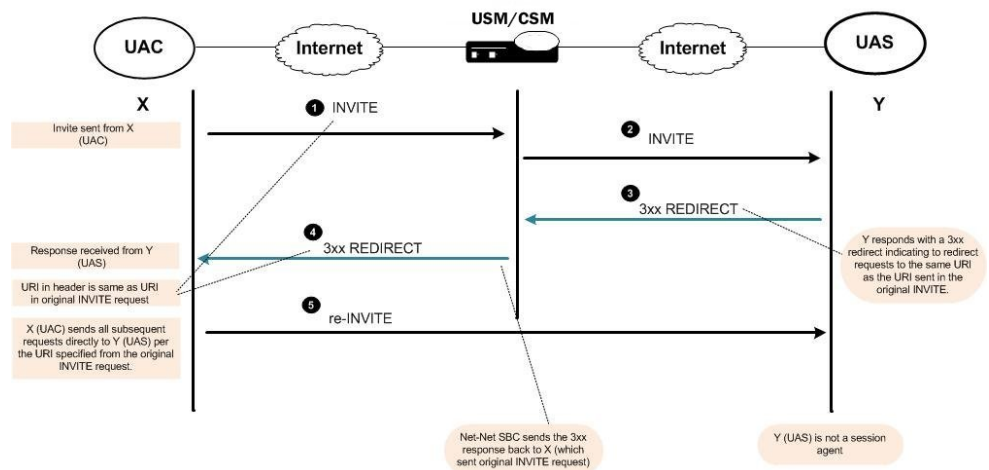 USM/CSM
UAC
Internet
Internet
UAS
X
Y
1 INVITE
Invite sent from X
(UAC)
2
INVITE
3
3xx REDIRECT
4
3xx REDIRECT
Response received from Y
(UAS)
Y responds with a 3xx
redirect indicating to redirect
requests to the same URI
as the URI sent in the
original INVITE.
URI in header is same as URI
in original INVITE request
5
re-INVITE
X (UAC) sends all subsequent
requests directly to Y (UAS) per
the URI specified from the original
INVITE request.
Net-Net SBC sends the 3xx
response back to X (which
sent original INVITE request)
Y (UAS) is not a session
agent